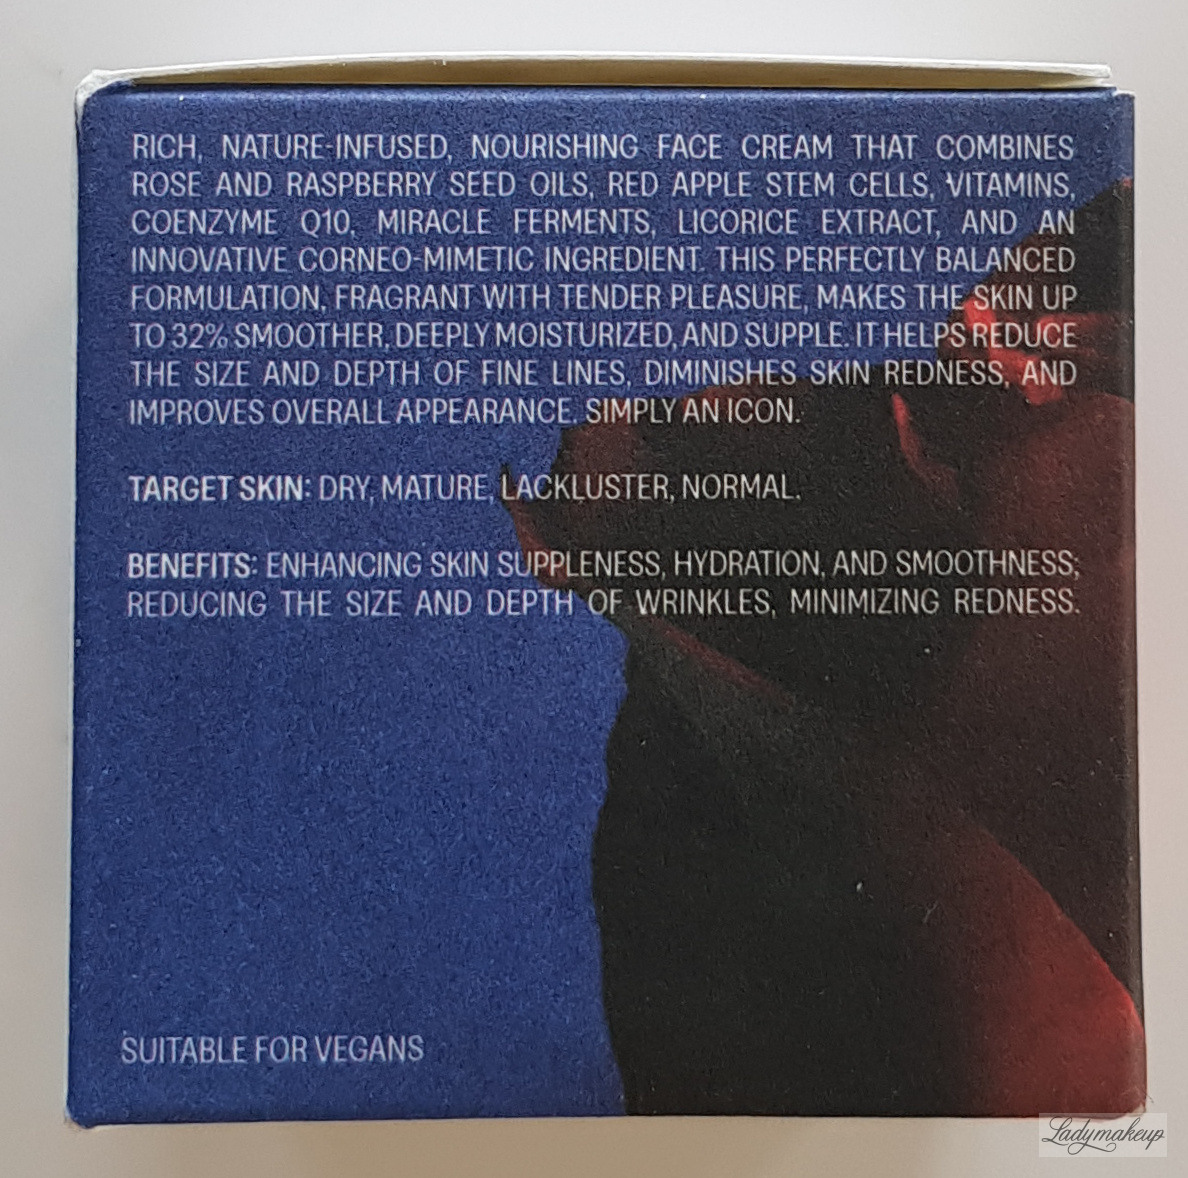 RICH, NATURE-INFUSED, NOURISHING FACE CREAM THAT COMBINES
ROSE AND RASPBERRY SEED OILS, RED APPLE STEM CELLS, VITAMINS,
COENZYME Q10, MIRACLE FERMENTS, LICORICE EXTRACT, AND AN
INNOVATIVE CORNEO-MIMETIC INGREDIENT. THIS PERFECTLY BALANCED
FORMULATION, FRAGRANT WITH TENDER PLEASURE, MAKES THE SKIN UP
TO 32% SMOOTHER, DEEPLY MOISTURIZED, AND SUPPLE. IT HELPS REDUCE
THE SIZE AND DEPTH OF FINE LINES, DIMINISHES SKIN REDNESS, AND
IMPROVES OVERALL APPEARANCE. SIMPLY AN ICON.
TARGET SKIN: DRY, MATURE, LACKLUSTER, NORMAL.
BENEFITS: ENHANCING SKIN SUPPLENESS, HYDRATION, AND SMOOTHNESS;
REDUCING THE SIZE AND DEPTH OF WRINKLES, MINIMIZING REDNESS.
SUITABLE FOR VEGANS
Ladymakeup